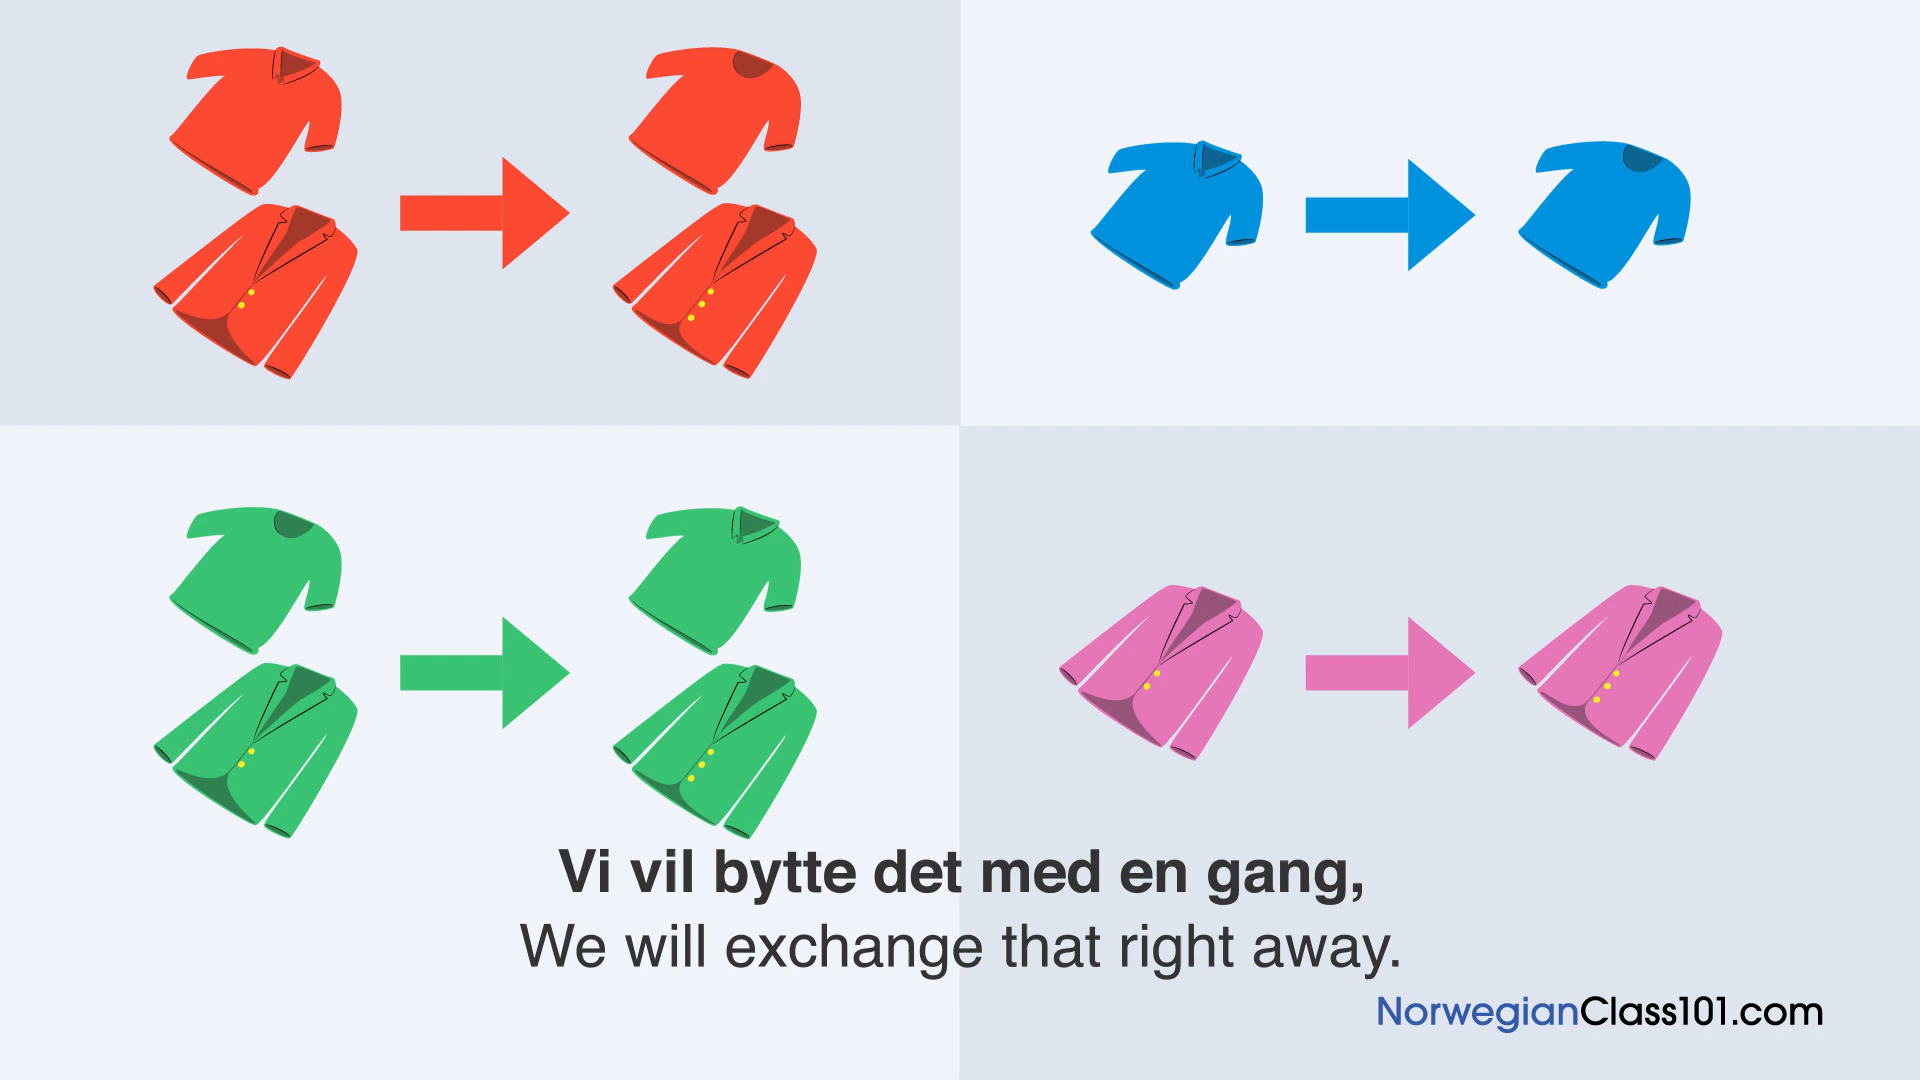 Vi vil bytte det med en gang,
We will exchange that right away.
NorwegianClass101.com